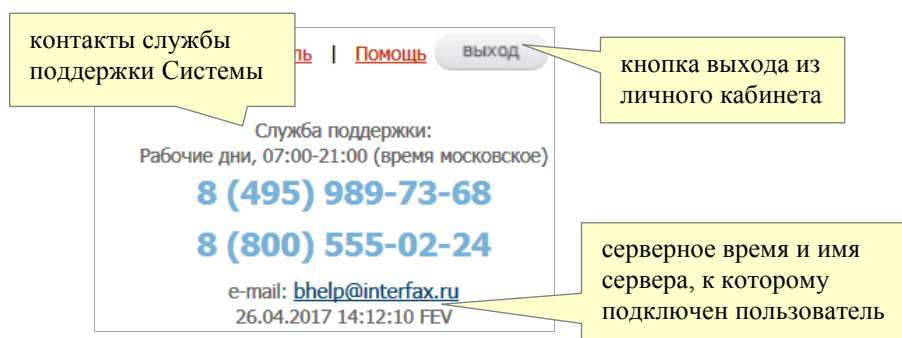 контакты службы
поддержки Системы
ль | Помощь выход
кнопка выхода из
личного кабинета
Служба поддержки:
Рабочие дни, 07:00-21:00 (время московское)
8 (495) 989-73-68
8 (800) 555-02-24
e-mail: bhelp@interfax.ru
26.04.2017 14:12:10 FEV
серверное время и имя
сервера, к которому
подключен пользователь